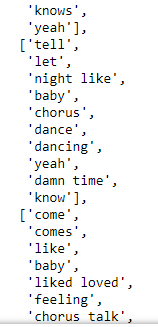 'knows',
'yeah'],
['tell',
'let',
'night like',
'baby',
'chorus',
'dance',
'dancing',
'yeah',
'damn time',
'know'],
['come',
'comes',
'like',
'baby',
'liked loved',
'feeling',
'chorus talk',